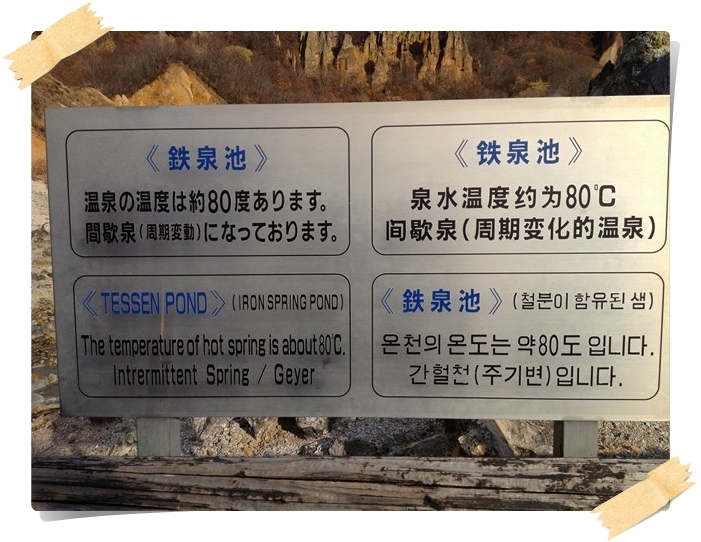 《鉄泉池》
温泉の温度は約80度あります。
間歇泉(周期変動)になっております。
《铁泉池》
泉水温度约为80℃
间歇泉(周期变化的温泉)
《TESSEN POND》(IRON SPRING POND)
The temperature of hot spring is about 80℃.
Intrermittent Spring / Geyer
《鉄泉池》(철분이 함유된 샘)
온천의 온도는 약80도 입니다.
간헐천(주기변)입니다.